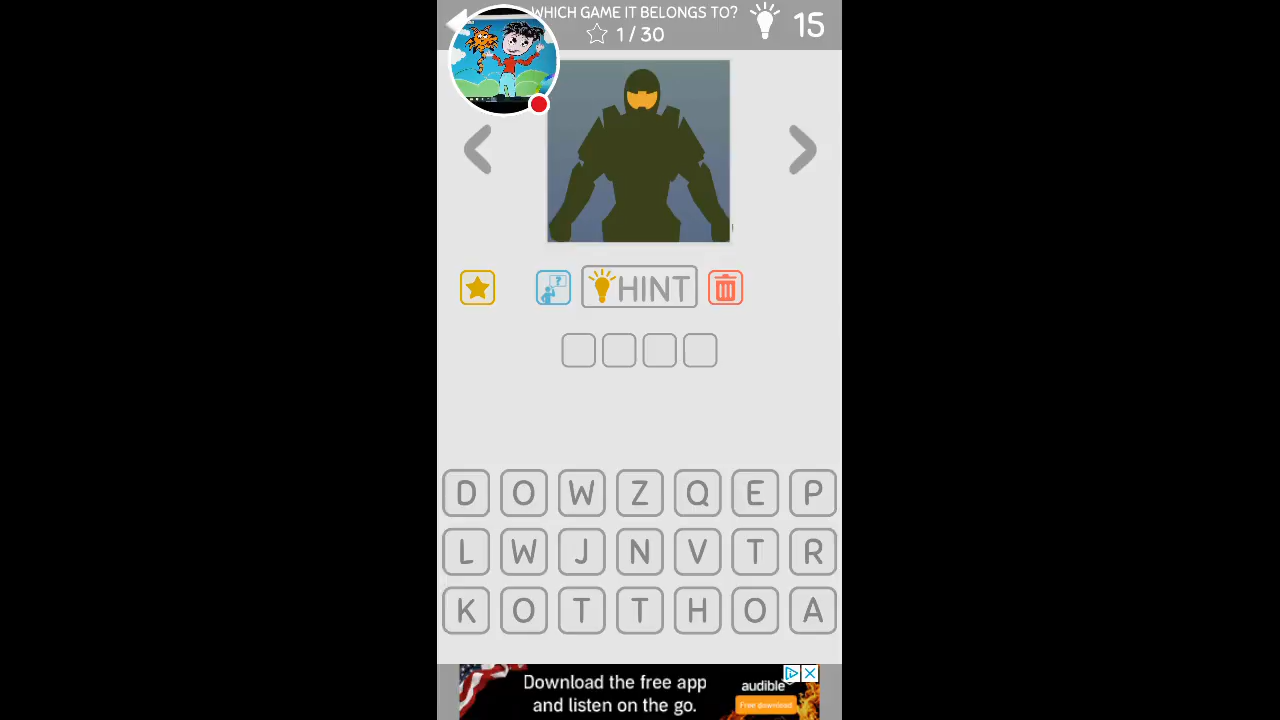 WHICH GAME IT BELONGS TO?
1 / 30
15
?
HINT
D O W Z Q E P
L W J N V T R
K O T T H O A
Download the free app
and listen on the go.
audible
Free download